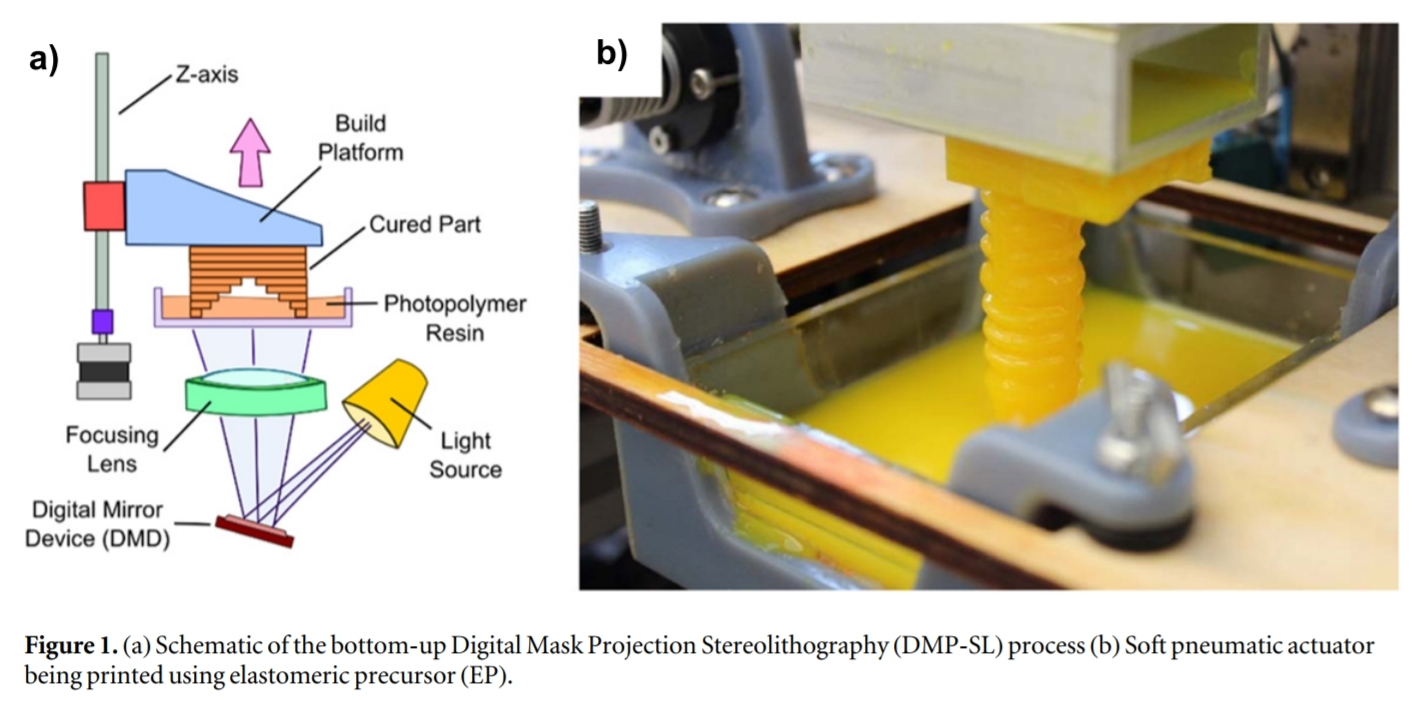 a)
Z-axis
Build
Platform
Cured Part
Photopolymer
Resin
Focusing
Lens
Light
Source
Digital Mirror
Device (DMD)
b)
Figure 1. (a) Schematic of the bottom-up Digital Mask Projection Stereolithography (DMP-SL) process (b) Soft pneumatic actuator
being printed using elastomeric precursor (EP).